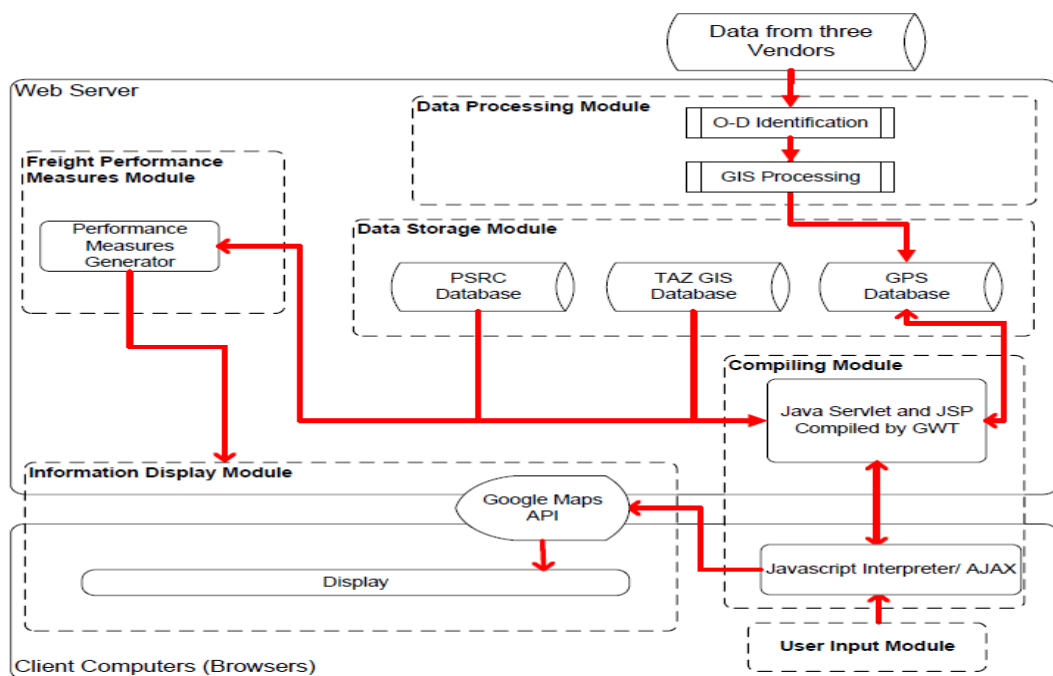 Data from three
Vendors
Web Server
Data Processing Module
O-D Identification
GIS Processing
Freight Performance
Measures Module
Performance
Measures
Generator
Data Storage Module
PSRC
Database
TAZ GIS
Database
GPS
Database
Compiling Module
Java Servlet and JSP
Compiled by GWT
Information Display Module
Google Maps
API
Display
Javascript Interpreter/ AJAX
User Input Module
Client Computers (Browsers)